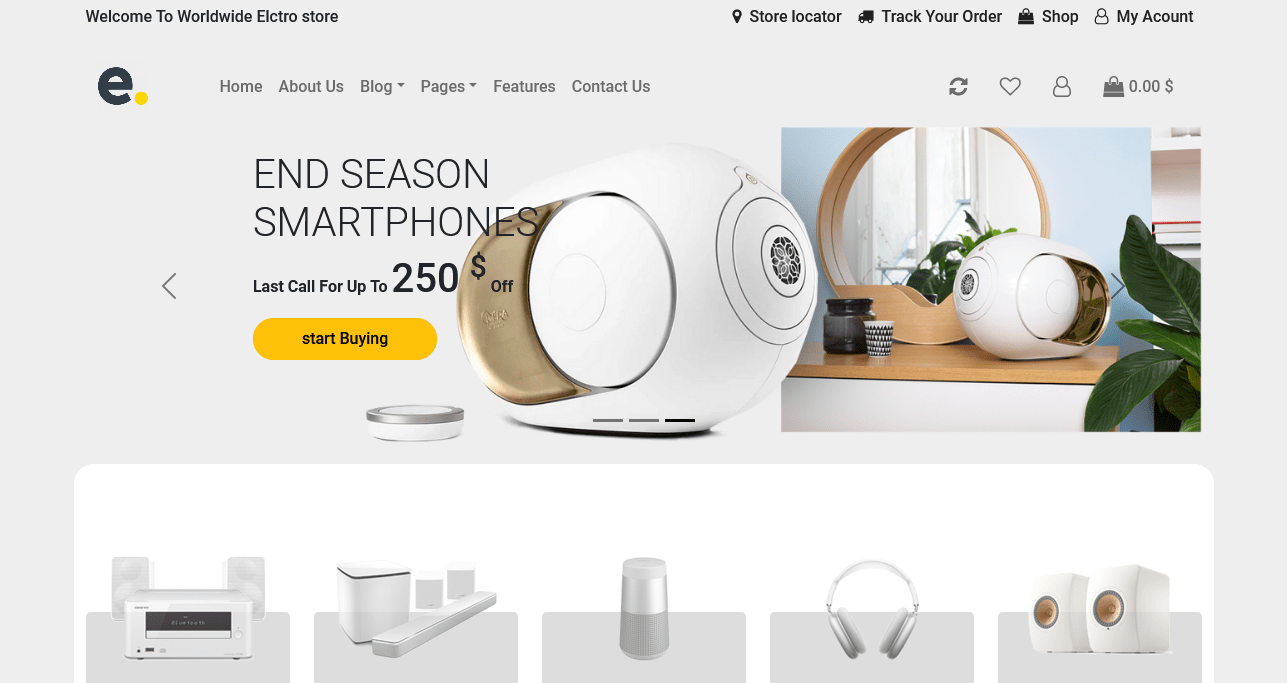 Welcome To Worldwide Elctro store
Store locator Track Your Order Shop My Acount
e.
Home About Us Blog Pages Features Contact Us
0.00 $
END SEASON
SMARTPHONES
Last Call For Up To 250 $ Off
start Buying
Bluetooth